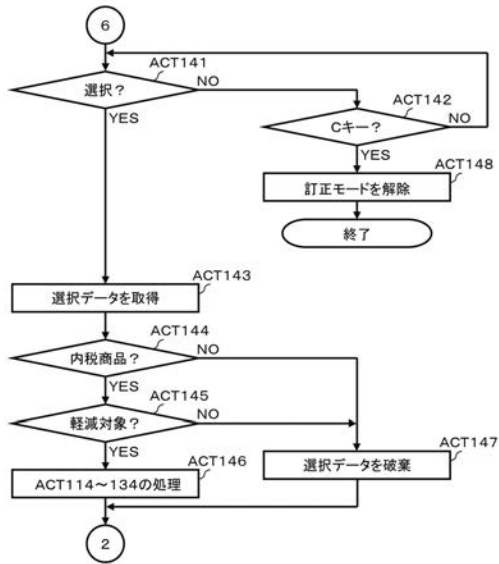 6
ACT141
選択？
NO
YES
ACT142
Cキー？
NO
YES
ACT148
訂正モードを解除
終了
ACT143
選択データを取得
ACT144
内税商品？
NO
YES
ACT145
軽減対象？
NO
YES
ACT146
ACT114～134の処理
ACT147
選択データを破棄
2